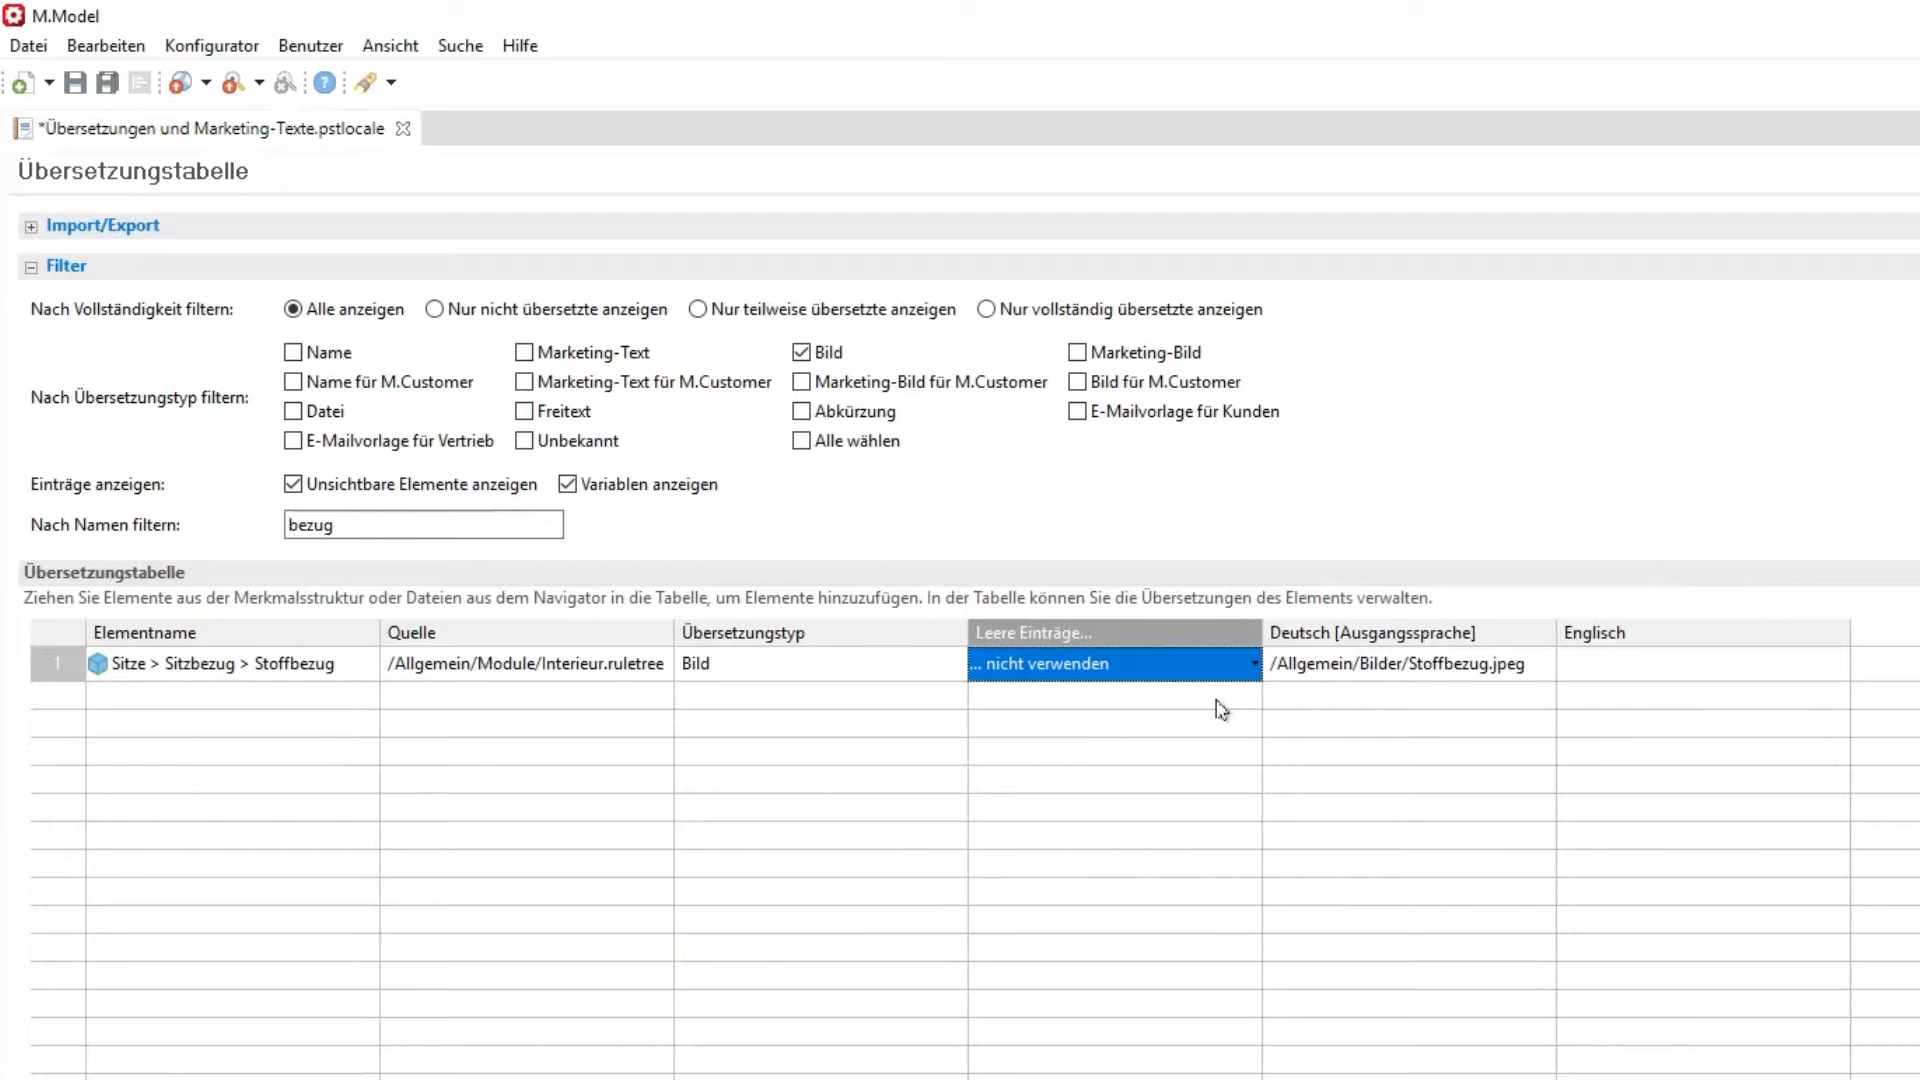 M.Model
Datei Bearbeiten Konfigurator Benutzer Ansicht Suche Hilfe
*Übersetzungen und Marketing-Texte.pstlocale
Übersetzungstabelle
Import/Export
Filter
Nach Vollständigkeit filtern: Alle anzeigen Nur nicht übersetzte anzeigen Nur teilweise übersetzte anzeigen Nur vollständig übersetzte anzeigen
Name Marketing-Text Bild Marketing-Bild
Name für M.Customer Marketing-Text für M.Customer Marketing-Bild für M.Customer Bild für M.Customer
Nach Übersetzungstyp filtern:
Datei Freitext Abkürzung E-Mailvorlage für Kunden
E-Mailvorlage für Vertrieb Unbekannt Alle wählen
Einträge anzeigen: Unsichtbare Elemente anzeigen Variablen anzeigen
Nach Namen filtern: bezug
Übersetzungstabelle
Ziehen Sie Elemente aus der Merkmalsstruktur oder Dateien aus dem Navigator in die Tabelle, um Elemente hinzuzufügen. In der Tabelle können Sie die Übersetzungen des Elements verwalten.
Elementname Quelle Übersetzungstyp Leere Einträge... Deutsch [Ausgangssprache] Englisch
1 Sitze > Sitzbezug > Stoffbezug /Allgemein/Module/Interieur.ruletree Bild ... nicht verwenden /Allgemein/Bilder/Stoffbezug.jpeg